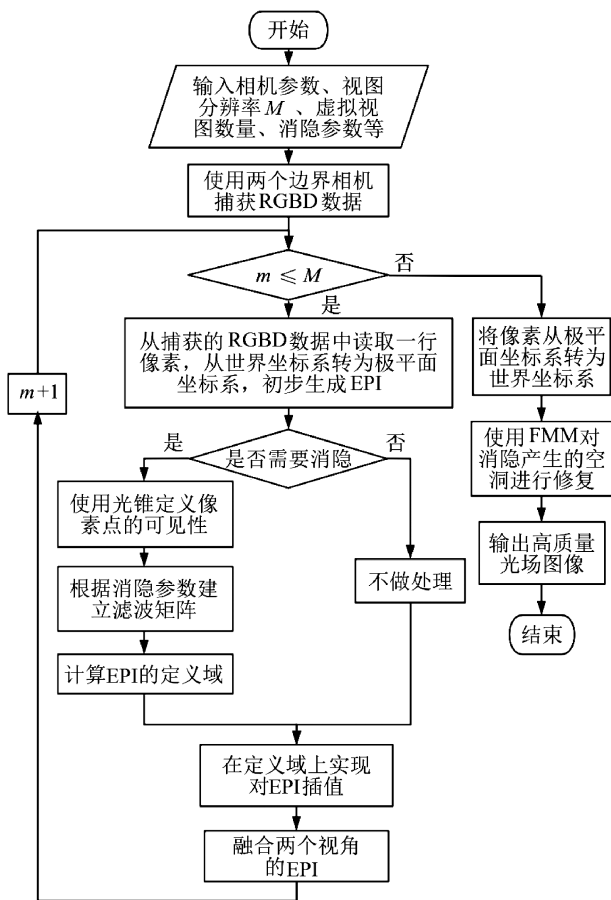 开始
输入相机参数、视图
分辨率M、虚拟视
图数量、消隐参数等
使用两个边界相机
捕获RGBD数据
m≤M
否
是
从捕获的RGBD数据中读取一行
像素，从世界坐标系转为极平面
坐标系，初步生成EPI
将像素从极平
面坐标系转为
世界坐标系
m+1
是
是否需要消隐
否
使用FMM对
消隐产生的空
洞进行修复
使用光锥定义像
素点的可见性
输出高质量
光场图像
根据消隐参数建
立滤波矩阵
不做处理
结束
计算EPI的定义域
在定义域上实现
对EPI插值
融合两个视角
的EPI